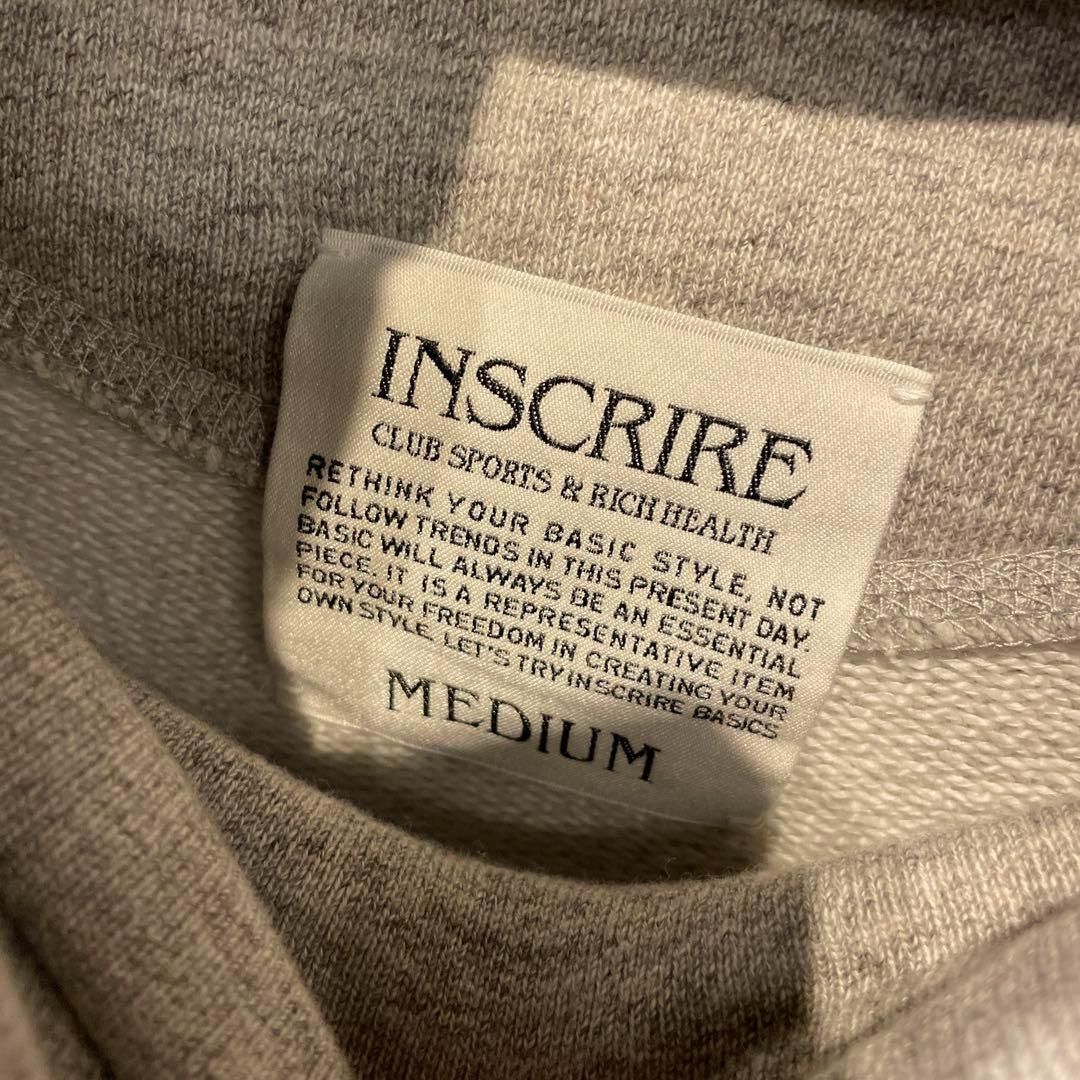 INSCRIRE
CLUB SPORTS & RICH HEALTH
RETHINK YOUR BASIC STYLE, NOT
FOLLOW TRENDS IN THIS PRESENT DAY.
BASIC WILL ALWAYS BE AN ESSENTIAL
PIECE. IT IS A REPRESENTATIVE ITEM
FOR YOUR FREEDOM IN CREATING YOUR
OWN STYLE. LET'S TRY INSCRIRE BASICS
MEDIUM